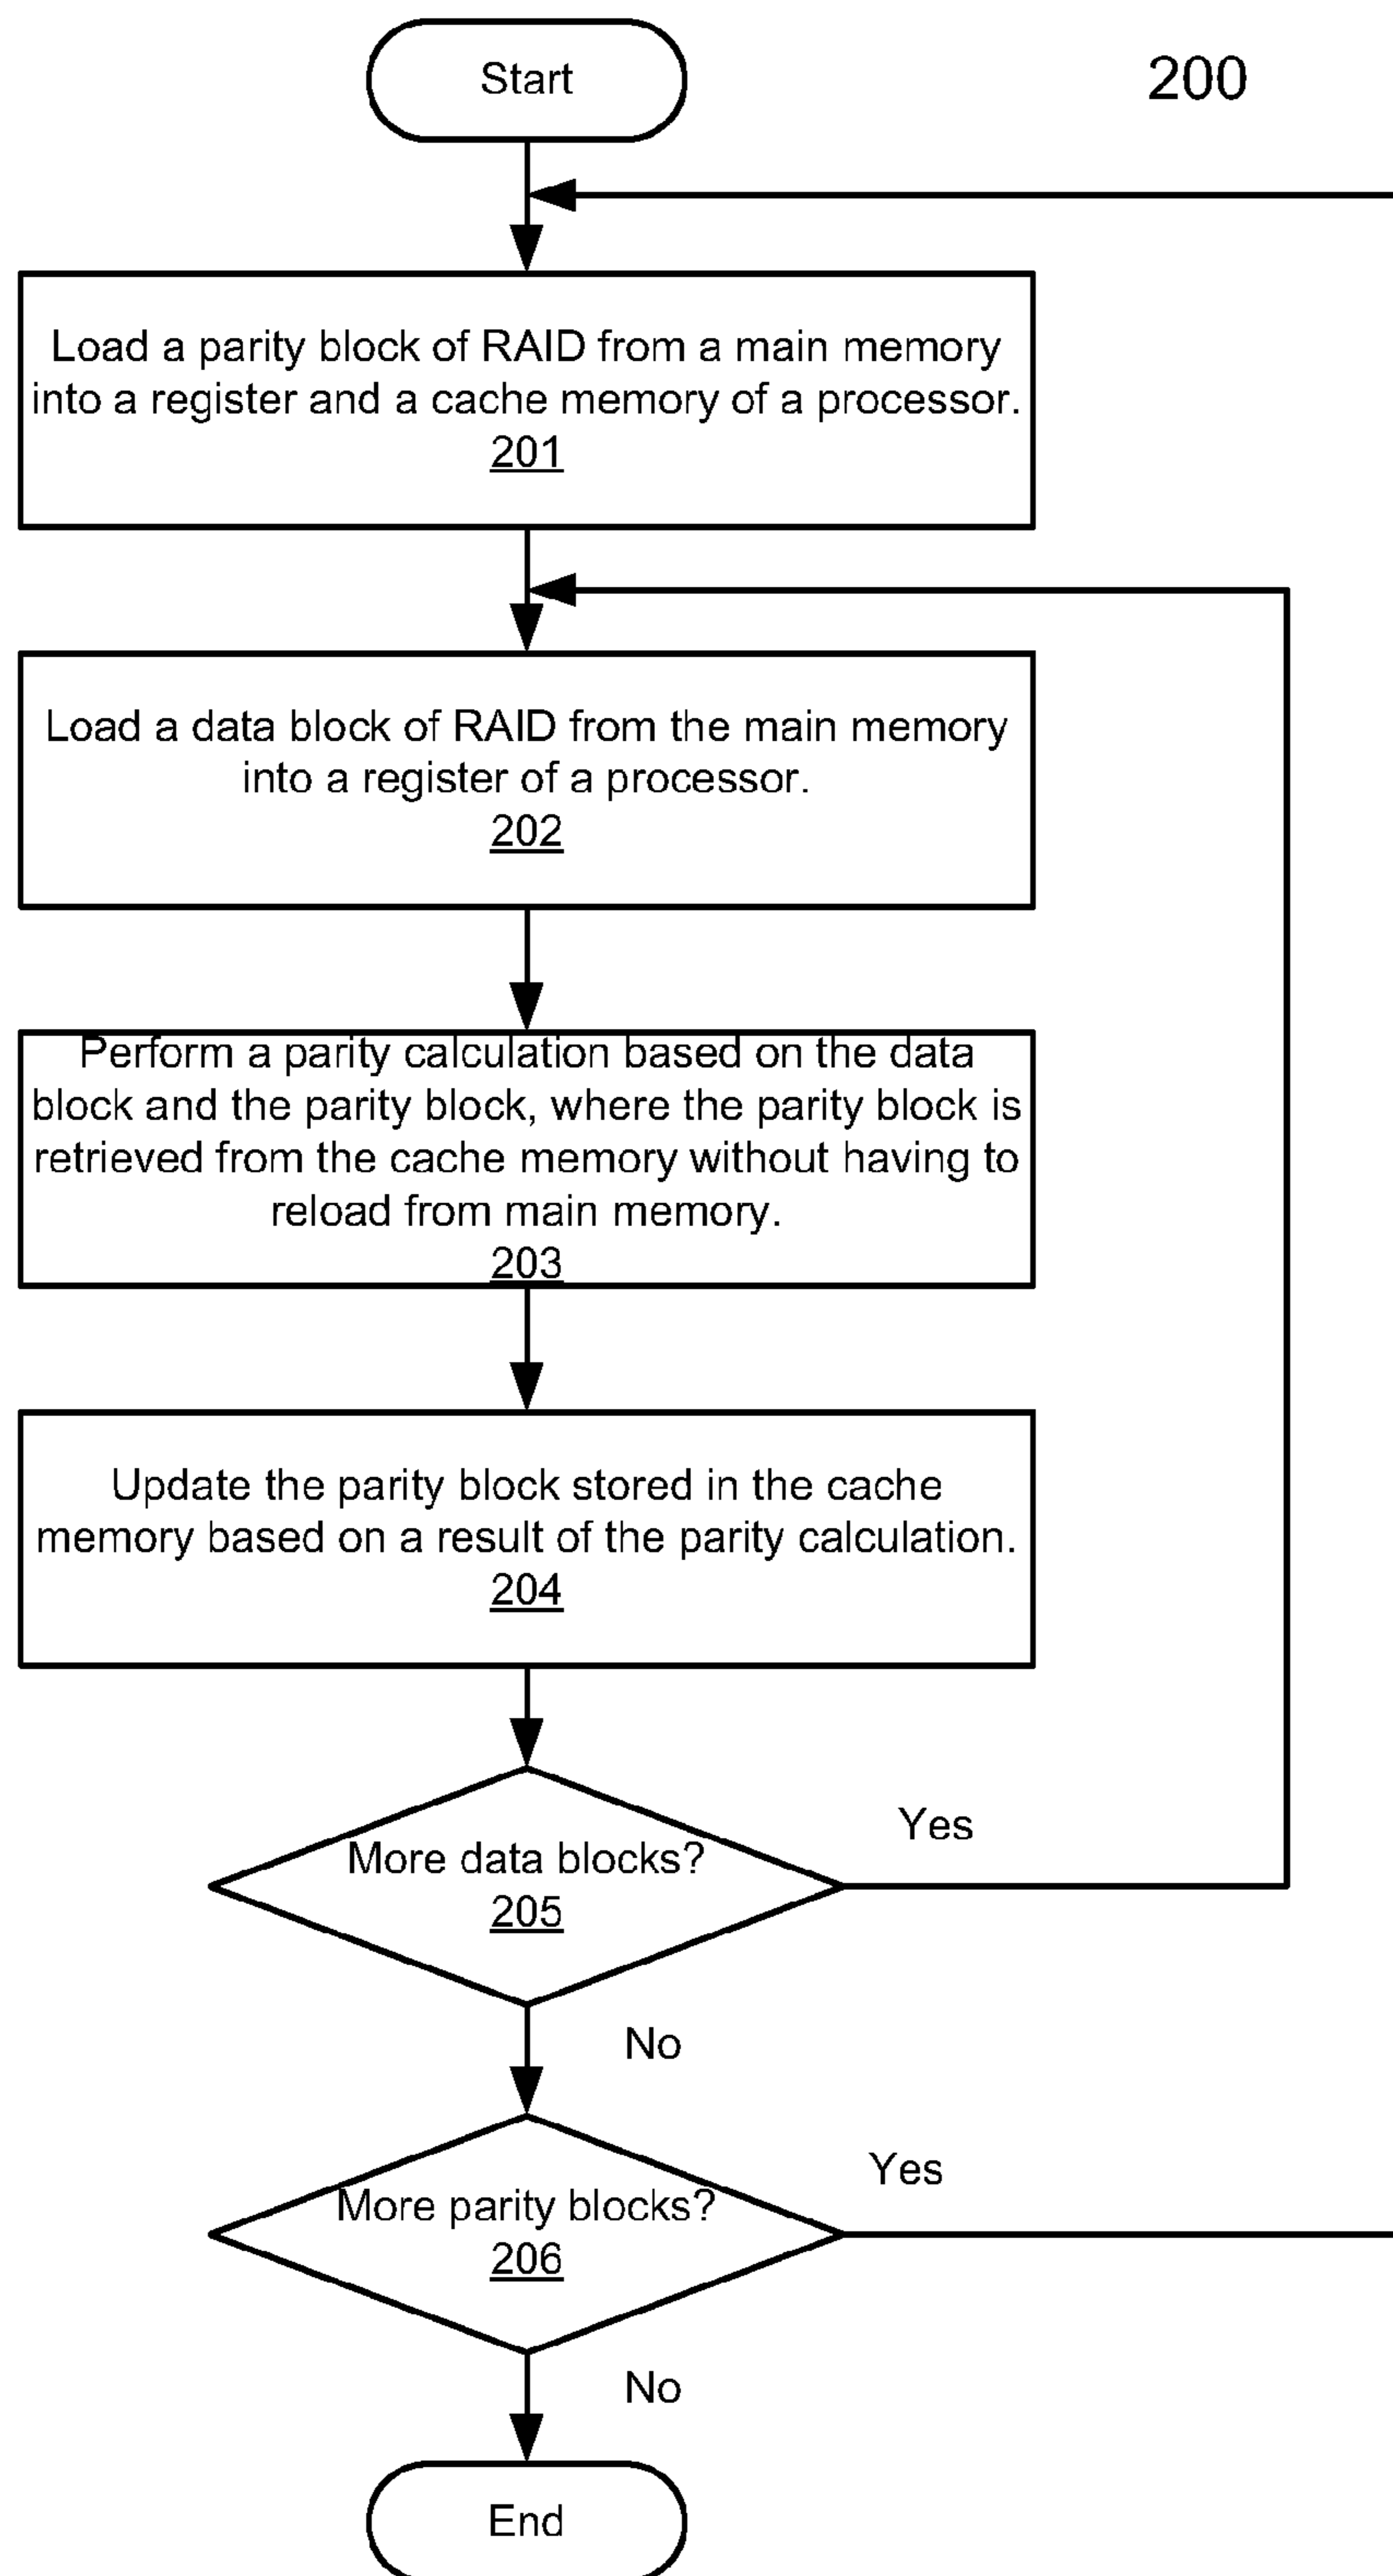 Start
200
Load a parity block of RAID from a main memory
into a register and a cache memory of a processor.
201
Load a data block of RAID from the main memory
into a register of a processor.
202
Perform a parity calculation based on the data
block and the parity block, where the parity block is
retrieved from the cache memory without having to
reload from main memory.
203
Update the parity block stored in the cache
memory based on a result of the parity calculation.
204
Yes
More data blocks?
205
No
Yes
More parity blocks?
206
No
End